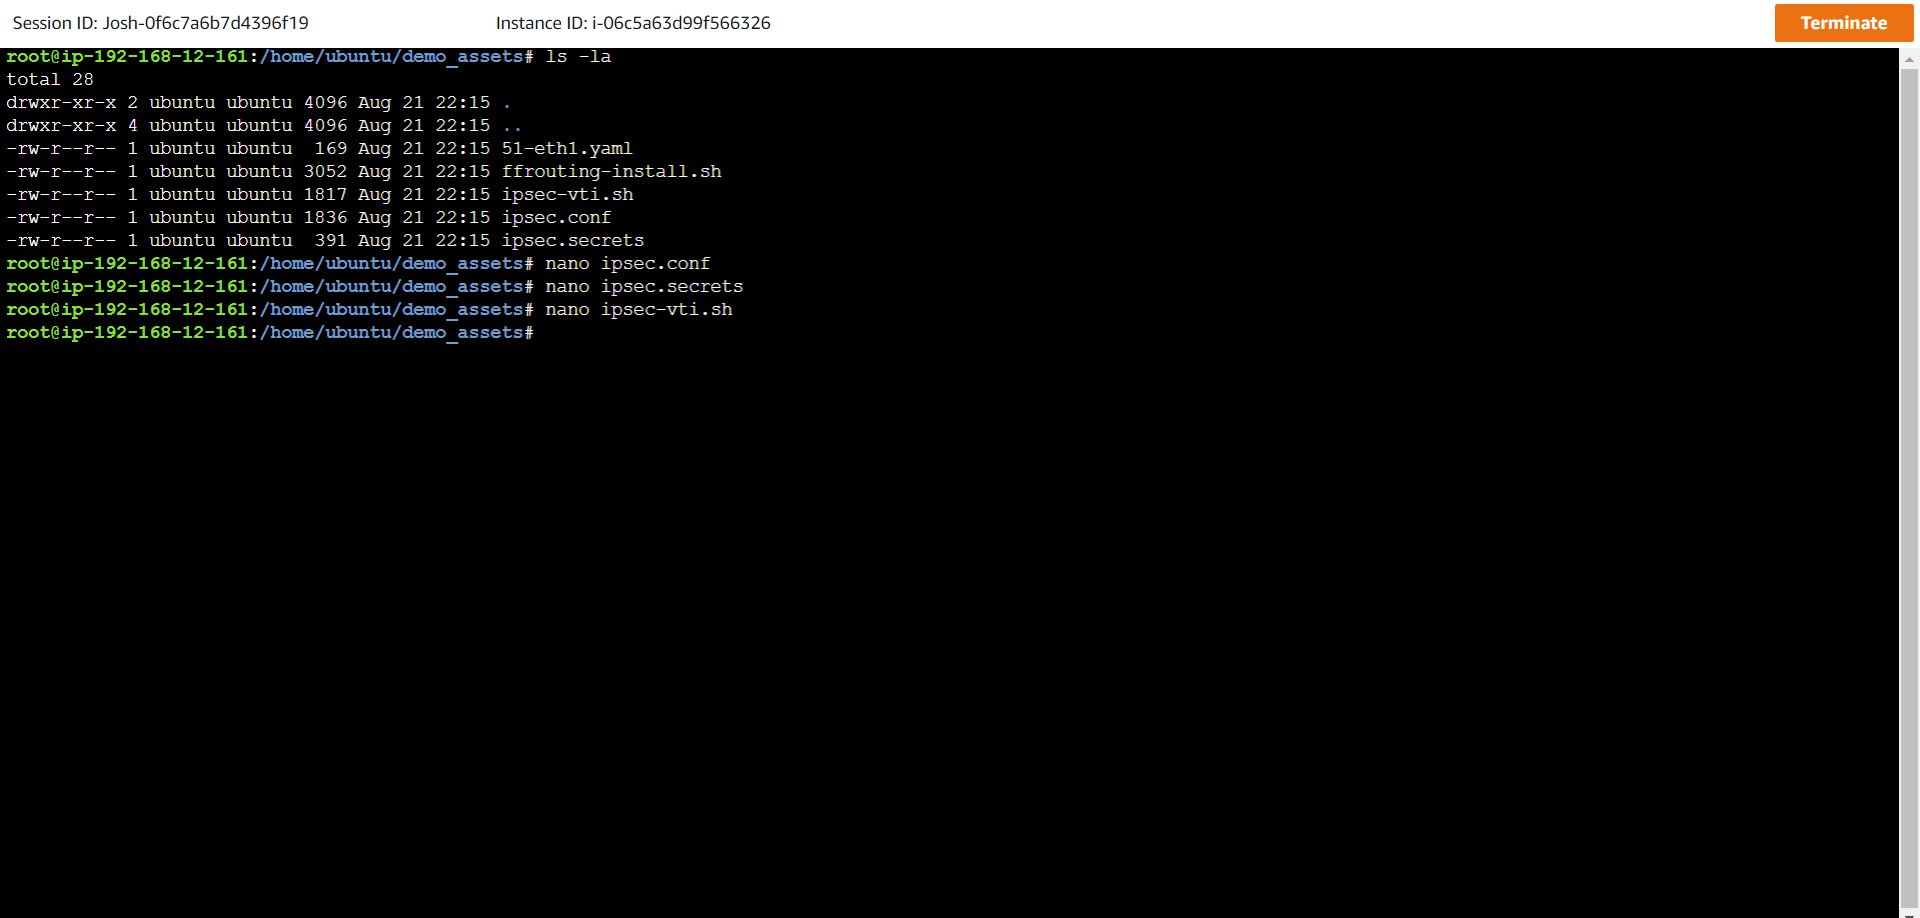 Session ID: Josh-0f6c7a6b7d4396f19 Instance ID: i-06c5a63d99f566326 Terminate
root@ip-192-168-12-161:/home/ubuntu/demo_assets# ls -la
total 28
drwxr-xr-x 2 ubuntu ubuntu 4096 Aug 21 22:15 .
drwxr-xr-x 4 ubuntu ubuntu 4096 Aug 21 22:15 ..
-rw-r--r-- 1 ubuntu ubuntu  169 Aug 21 22:15 51-eth1.yaml
-rw-r--r-- 1 ubuntu ubuntu 3052 Aug 21 22:15 ffrouting-install.sh
-rw-r--r-- 1 ubuntu ubuntu 1817 Aug 21 22:15 ipsec-vti.sh
-rw-r--r-- 1 ubuntu ubuntu 1836 Aug 21 22:15 ipsec.conf
-rw-r--r-- 1 ubuntu ubuntu  391 Aug 21 22:15 ipsec.secrets
root@ip-192-168-12-161:/home/ubuntu/demo_assets# nano ipsec.conf
root@ip-192-168-12-161:/home/ubuntu/demo_assets# nano ipsec.secrets
root@ip-192-168-12-161:/home/ubuntu/demo_assets# nano ipsec-vti.sh
root@ip-192-168-12-161:/home/ubuntu/demo_assets#